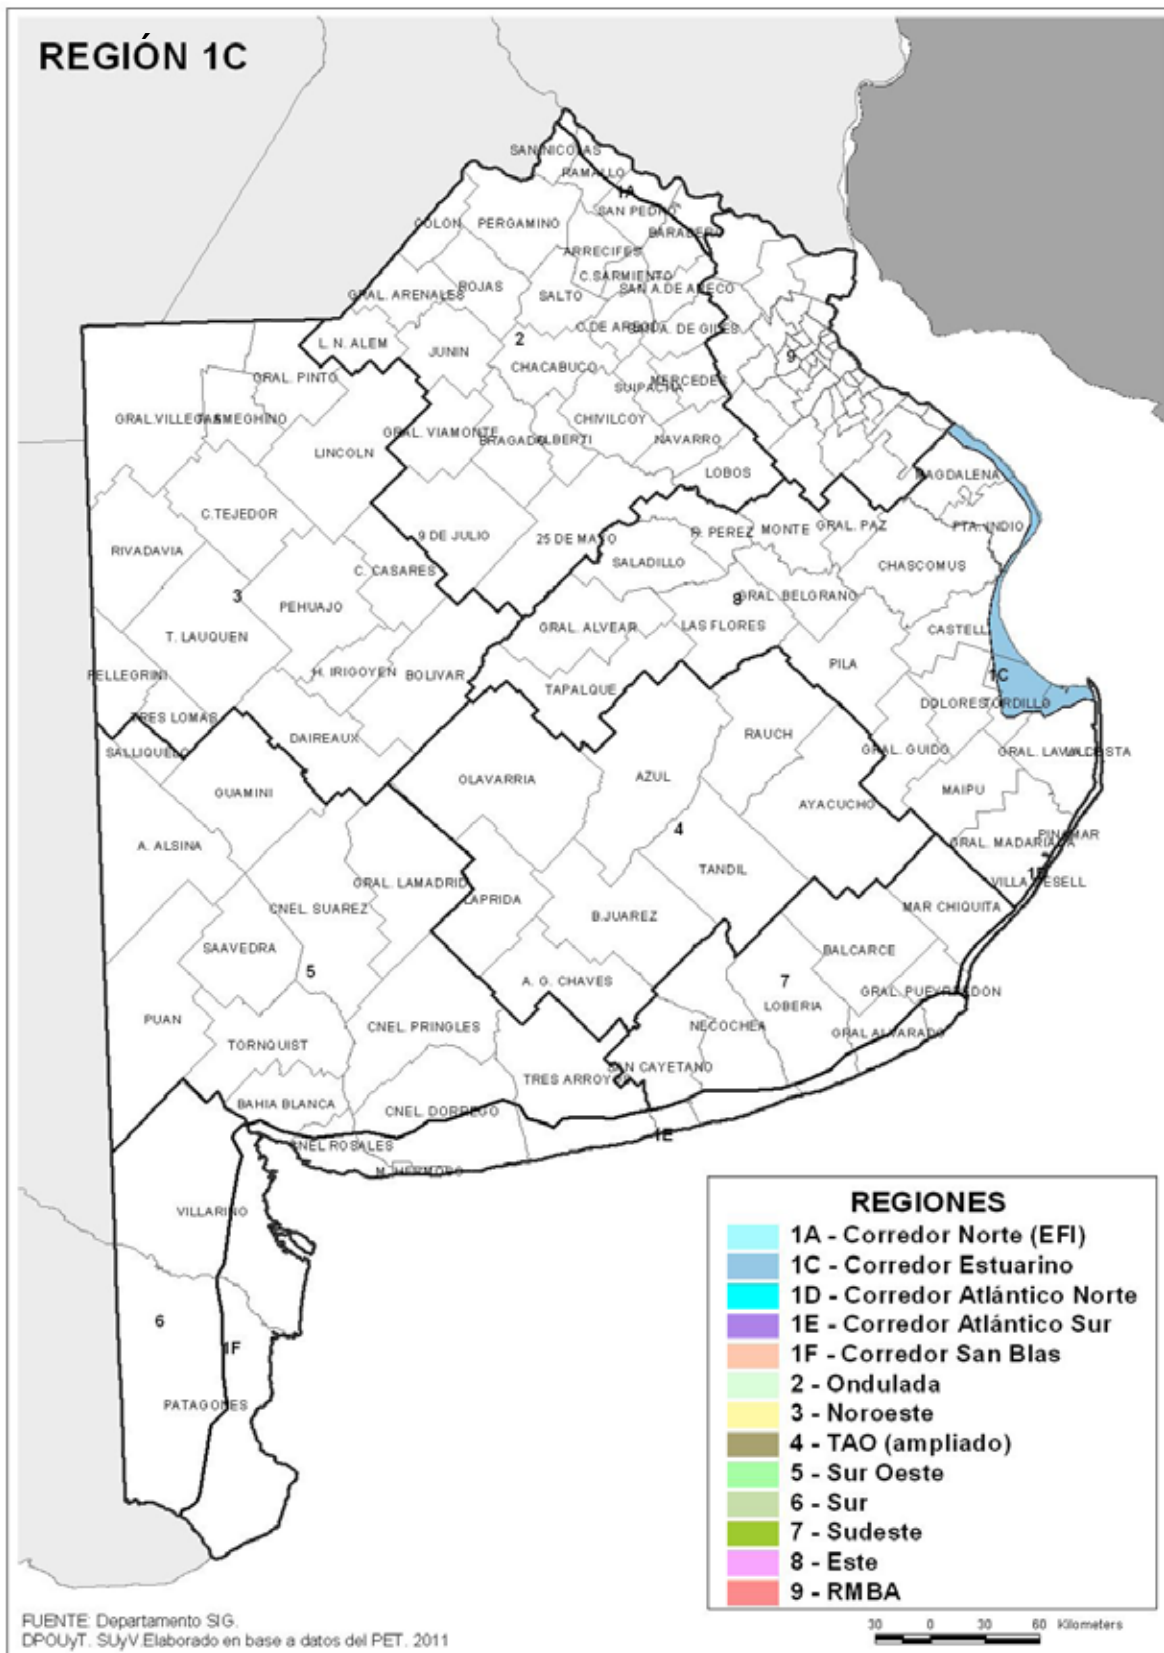 REGIÓN 1C
SAN NICOLAS
RAMALLO
1A
SAN PEDRO
BARADERO
COLON
PERGAMINO
ARRECIFES
C.SARMIENTO
ROJAS
SALTO
SAN A. DE ARECO
GRAL. ARENALES
2
L. N. ALEM
JUNIN
CHACABUCO
9
GRAL. PINTO
MERCEDES
SUIPACHA
GRAL.VILLEGAS
CHIVILCOY
GRAL. VIAMONTE
BRAGADO
ALBERTI
NAVARRO
LINCOLN
LOBOS
MAGDALENA
C.TEJEDOR
PTA. INDIO
9 DE JULIO
25 DE MAYO
R. PEREZ
MONTE
GRAL. PAZ
RIVADAVIA
SALADILLO
CHASCOMUS
C. CASARES
3
PEHUAJO
8
GRAL. BELGRANO
T. LAUQUEN
GRAL. ALVEAR
LAS FLORES
CASTELLI
PELLEGRINI
H. IRIGOYEN
BOLIVAR
PILA
1C
TAPALQUE
DOLORES
TORDILLO
TRES LOMAS
DAIREAUX
RAUCH
SALLIQUELO
GRAL. GUIDO
GRAL. LAVALLE
GUAMINI
OLAVARRIA
AZUL
MAIPU
AYACUCHO
4
PINAMAR
A. ALSINA
GRAL. MADARIAGA
GRAL. LAMADRID
TANDIL
VILLA GESELL
LAPRIDA
CNEL. SUAREZ
B.JUAREZ
MAR CHIQUITA
SAAVEDRA
BALCARCE
5
A. G. CHAVES
7
GRAL. PUEYRREDON
LOBERIA
PUAN
CNEL. PRINGLES
NECOCHEA
GRAL ALVARADO
TORNQUIST
SAN CAYETANO
TRES ARROYOS
BAHIA BLANCA
CNEL. DORREGO
1E
CNEL ROSALES
M. HERMOSO
VILLARINO
6
1F
PATAGONES
REGIONES
1A - Corredor Norte (EFI)
1C - Corredor Estuarino
1D - Corredor Atlántico Norte
1E - Corredor Atlántico Sur
1F - Corredor San Blas
2 - Ondulada
3 - Noroeste
4 - TAO (ampliado)
5 - Sur Oeste
6 - Sur
7 - Sudeste
8 - Este
9 - RMBA
FUENTE: Departamento SIG.
DPOUyT. SUyV.Elaborado en base a datos del PET. 2011
30 0 30 60 Kilometers